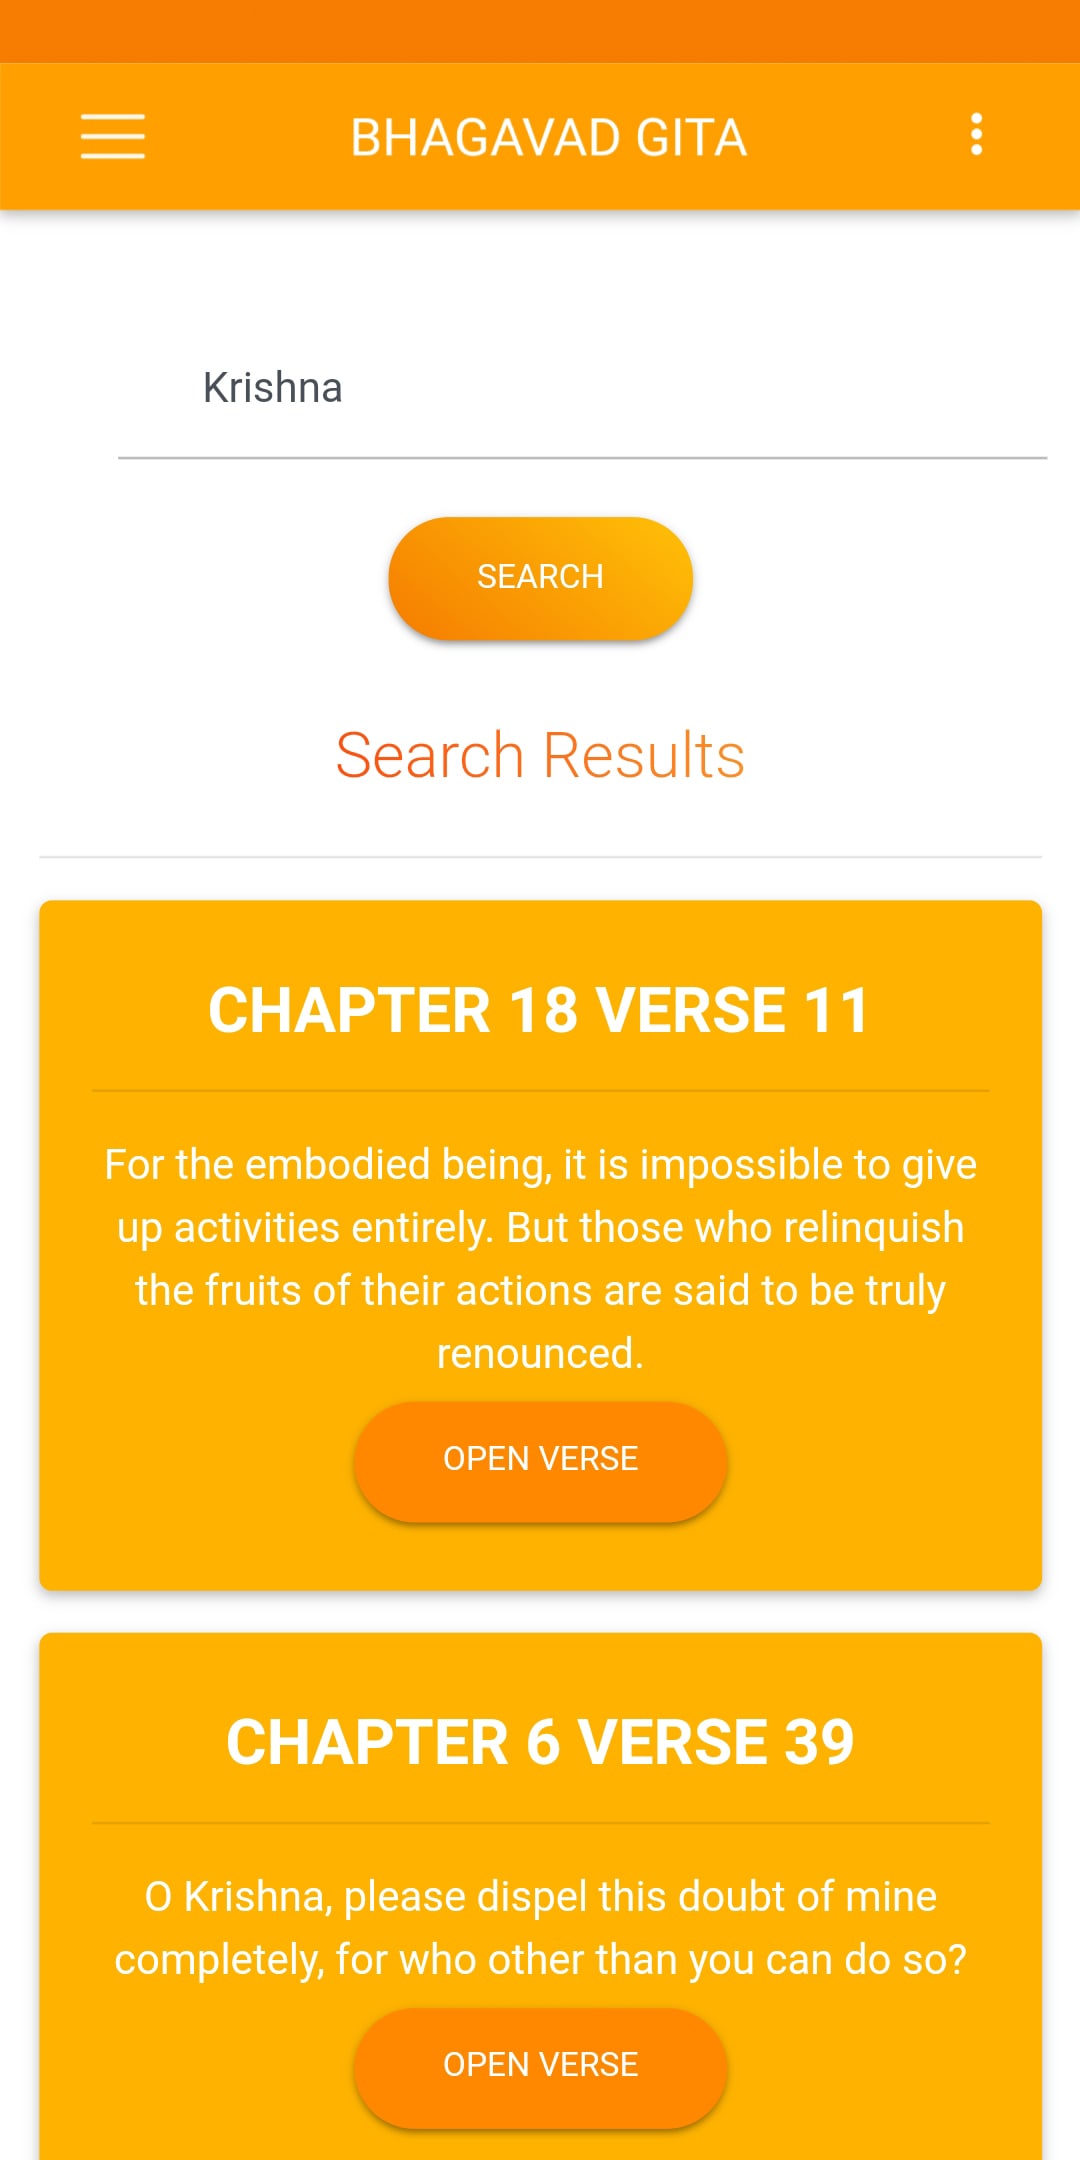 BHAGAVAD GITA
Krishna
SEARCH
Search Results
CHAPTER 18 VERSE 11
For the embodied being, it is impossible to give
up activities entirely. But those who relinquish
the fruits of their actions are said to be truly
renounced.
OPEN VERSE
CHAPTER 6 VERSE 39
O Krishna, please dispel this doubt of mine
completely, for who other than you can do so?
OPEN VERSE